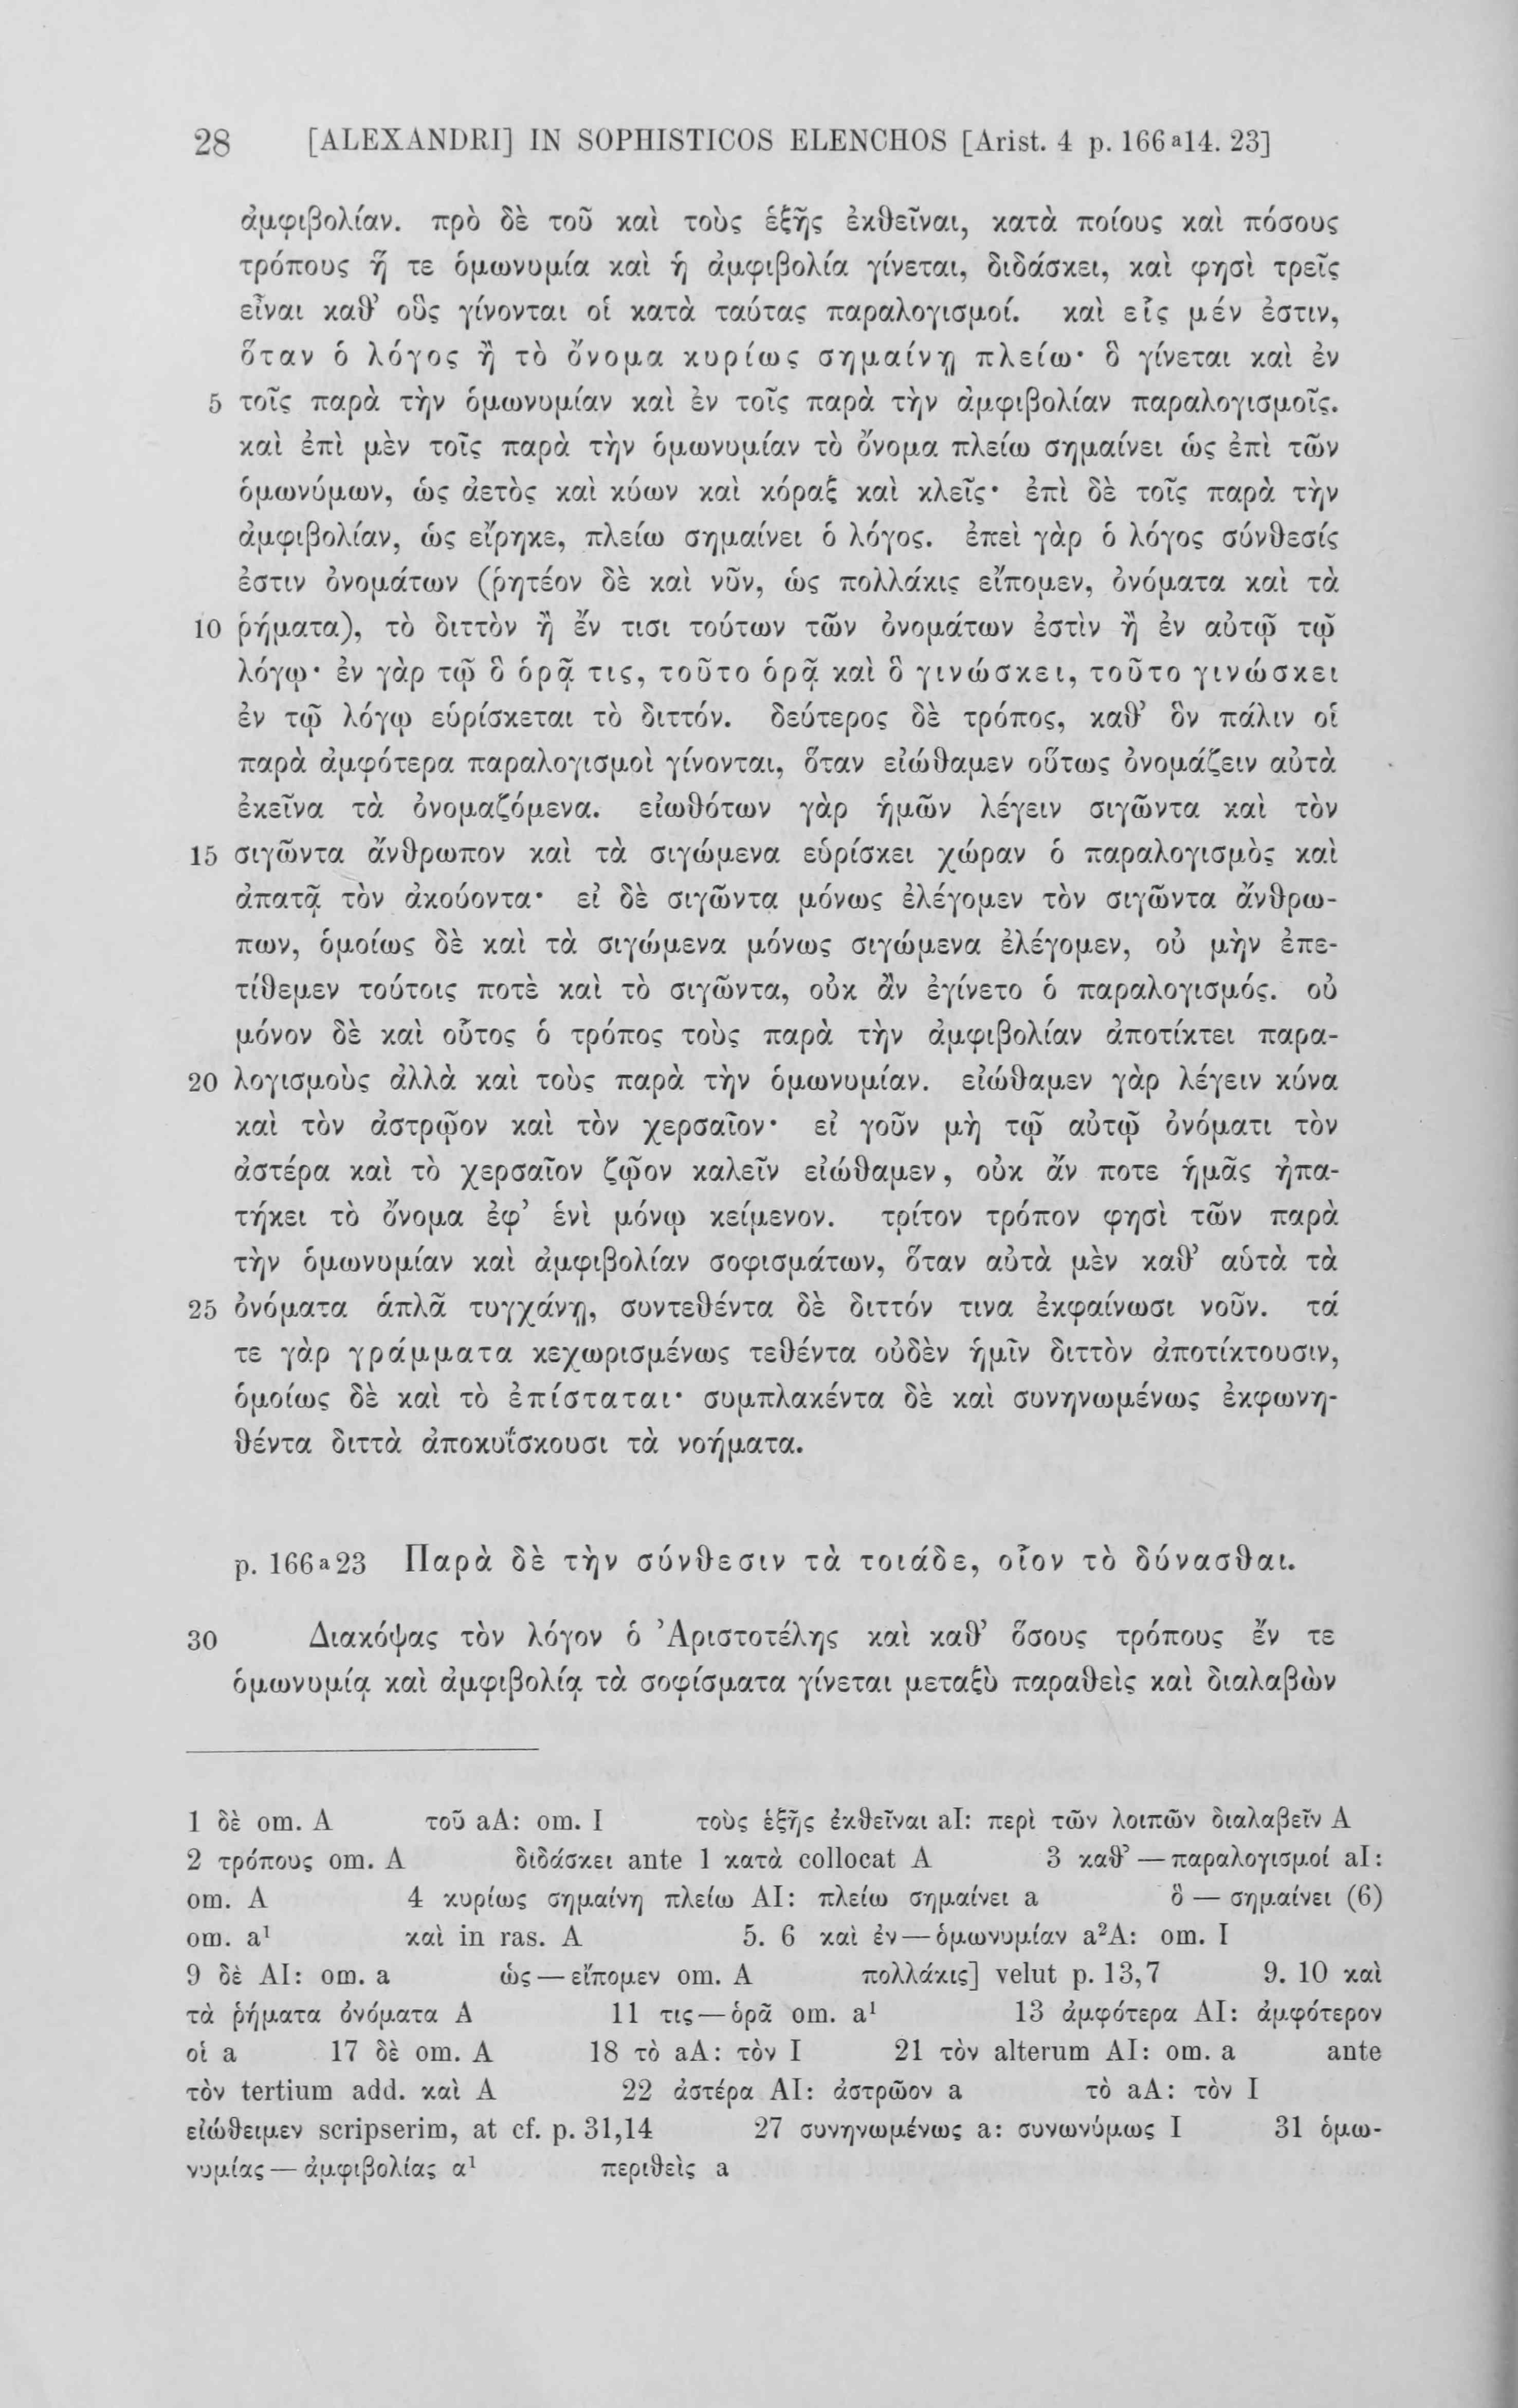 28 [ALEXANDRI] IN SOPHISTICOS ELENCHOS [Arist. 4 p. 166ᵃ14. 23]
ἀμφιβολίαν. πρὸ δὲ τοῦ καὶ τοὺς ἑξῆς ἐκθεῖναι, κατὰ ποίους καὶ πόσους
τρόπους ἥ τε ὁμωνυμία καὶ ἡ ἀμφιβολία γίνεται, διδάσκει, καὶ φησὶ τρεῖς
εἶναι καθ’ οὓς γίνονται οἱ κατὰ ταύτας παραλογισμοί. καὶ εἷς μέν ἐστιν,
ὅταν ὁ λόγος ἢ τὸ ὄνομα κυρίως σημαίνῃ πλείω· ὃ γίνεται καὶ ἐν
5 τοῖς παρὰ τὴν ὁμωνυμίαν καὶ ἐν τοῖς παρὰ τὴν ἀμφιβολίαν παραλογισμοῖς.
καὶ ἐπὶ μὲν τοῖς παρὰ τὴν ὁμωνυμίαν τὸ ὄνομα πλείω σημαίνει ὡς ἐπὶ τῶν
ὁμωνύμων, ὡς ἀετὸς καὶ κύων καὶ κόραξ καὶ κλεῖς· ἐπὶ δὲ τοῖς παρὰ τὴν
ἀμφιβολίαν, ὡς εἴρηκε, πλείω σημαίνει ὁ λόγος. ἐπεὶ γὰρ ὁ λόγος σύνθεσίς
ἐστιν ὀνομάτων (ῥητέον δὲ καὶ νῦν, ὡς πολλάκις εἴπομεν, ὀνόματα καὶ τὰ
10 ῥήματα), τὸ διττὸν ἢ ἔν τισι τούτων τῶν ὀνομάτων ἐστὶν ἢ ἐν αὐτῷ τῷ
λόγῳ· ἐν γὰρ τῷ ὃ ὁρᾷ τις, τοῦτο ὁρᾷ καὶ ὃ γινώσκει, τοῦτο γινώσκει
ἐν τῷ λόγῳ εὑρίσκεται τὸ διττόν. δεύτερος δὲ τρόπος, καθ’ ὃν πάλιν οἱ
παρὰ ἀμφότερα παραλογισμοὶ γίνονται, ὅταν εἰώθαμεν οὕτως ὀνομάζειν αὐτὰ
ἐκεῖνα τὰ ὀνομαζόμενα. εἰωθότων γὰρ ἡμῶν λέγειν σιγῶντα καὶ τὸν
15 σιγῶντα ἄνθρωπον καὶ τὰ σιγώμενα εὑρίσκει χώραν ὁ παραλογισμὸς καὶ
ἀπατᾷ τὸν ἀκούοντα· εἰ δὲ σιγῶντα μόνως ἐλέγομεν τὸν σιγῶντα ἄνθρω-
πων, ὁμοίως δὲ καὶ τὰ σιγώμενα μόνως σιγώμενα ἐλέγομεν, οὐ μὴν ἐπε-
τίθεμεν τούτοις ποτὲ καὶ τὸ σιγῶντα, οὐκ ἂν ἐγίνετο ὁ παραλογισμός. οὐ
μόνον δὲ καὶ οὗτος ὁ τρόπος τοὺς παρὰ τὴν ἀμφιβολίαν ἀποτίκτει παρα-
20 λογισμοὺς ἀλλὰ καὶ τοὺς παρὰ τὴν ὁμωνυμίαν. εἰώθαμεν γὰρ λέγειν κύνα
καὶ τὸν ἀστρῷον καὶ τὸν χερσαῖον· εἰ γοῦν μὴ τῷ αὐτῷ ὀνόματι τὸν
ἀστέρα καὶ τὸ χερσαῖον ζῷον καλεῖν εἰώθαμεν, οὐκ ἄν ποτε ἡμᾶς ἠπα-
τήκει τὸ ὄνομα ἐφ’ ἑνὶ μόνῳ κείμενον. τρίτον τρόπον φησὶ τῶν παρὰ
τὴν ὁμωνυμίαν καὶ ἀμφιβολίαν σοφισμάτων, ὅταν αὐτὰ μὲν καθ’ αὑτὰ τὰ
25 ὀνόματα ἁπλᾶ τυγχάνῃ, συντεθέντα δὲ διττόν τινα ἐκφαίνωσι νοῦν. τά
τε γὰρ γράμματα κεχωρισμένως τεθέντα οὐδὲν ἡμῖν διττὸν ἀποτίκτουσιν,
ὁμοίως δὲ καὶ τὸ ἐπίσταται· συμπλακέντα δὲ καὶ συνηνωμένως ἐκφωνη-
θέντα διττὰ ἀποκυΐσκουσι τὰ νοήματα.
p. 166ᵃ23 Παρὰ δὲ τὴν σύνθεσιν τὰ τοιάδε, οἷον τὸ δύνασθαι.
30 Διακόψας τὸν λόγον ὁ Ἀριστοτέλης καὶ καθ’ ὅσους τρόπους ἔν τε
ὁμωνυμίᾳ καὶ ἀμφιβολίᾳ τὰ σοφίσματα γίνεται μεταξὺ παραθεὶς καὶ διαλαβὼν
1 δὲ om. A τοῦ aA: om. I τοὺς ἑξῆς ἐκθεῖναι aI: περὶ τῶν λοιπῶν διαλαβεῖν A
2 τρόπους om. A διδάσκει ante 1 κατὰ collocat A 3 καθ’ — παραλογισμοί aI:
om. A 4 κυρίως σημαίνη πλείω AI: πλείω σημαίνει a ὃ — σημαίνει (6)
om. a¹ καὶ in ras. A 5. 6 καὶ ἐν — ὁμωνυμίαν a²A: om. I
9 δὲ AI: om. a ὡς — εἴπομεν om. A πολλάκις] velut p. 13,7 9. 10 καὶ
τὰ ῥήματα ὀνόματα A 11 τις — ὁρᾶ om. a¹ 13 ἀμφότερα AI: ἀμφότερον
οἱ a 17 δὲ om. A 18 τὸ aA: τὸν I 21 τὸν alterum AI: om. a ante
τὸν tertium add. καὶ A 22 ἀστέρα AI: ἀστρῶον a τὸ aA: τὸν I
εἰώθειμεν scripserim, at cf. p. 31,14 27 συνηνωμένως a: συνωνύμως I 31 ὁμω-
νυμίας — ἀμφιβολίας a¹ περιθεὶς a